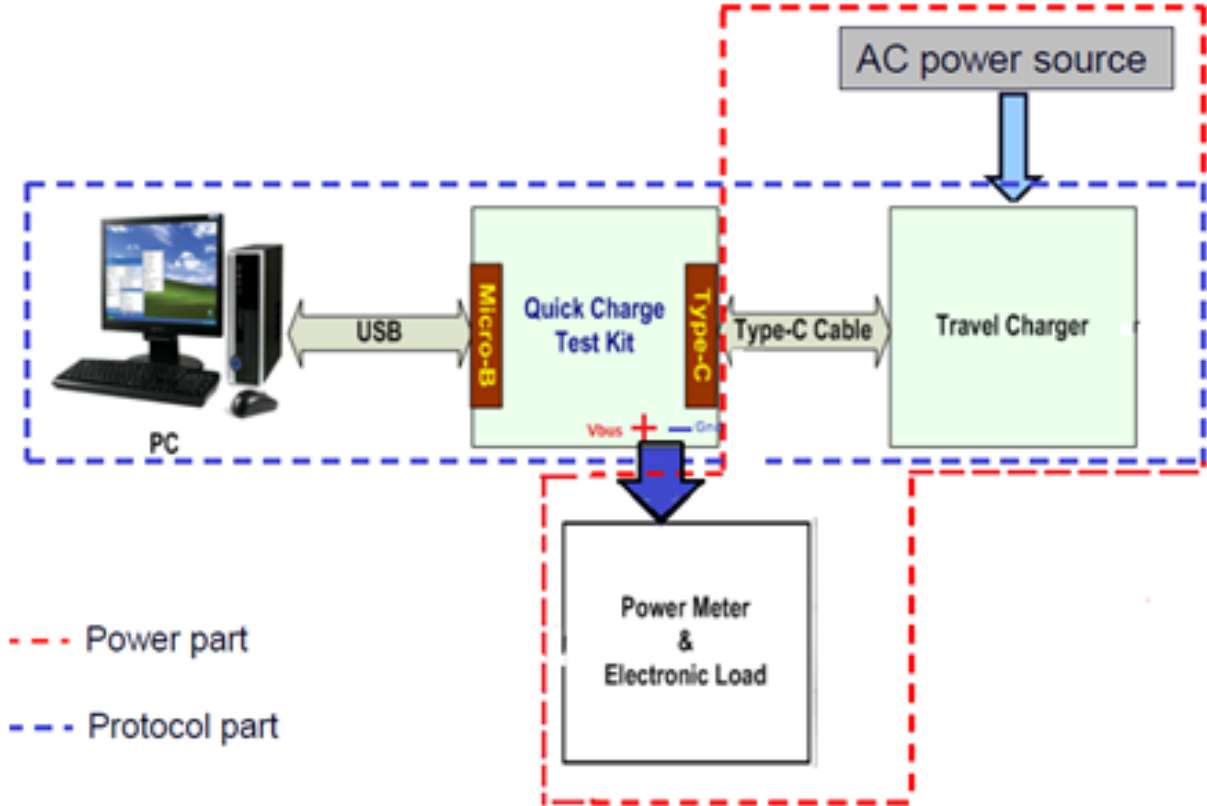 AC power source
PC
USB
Micro-B
Quick Charge
Test Kit
Type-C
Vbus + – Gnd
Type-C Cable
Travel Charger
Power Meter
&
Electronic Load
Power part
Protocol part